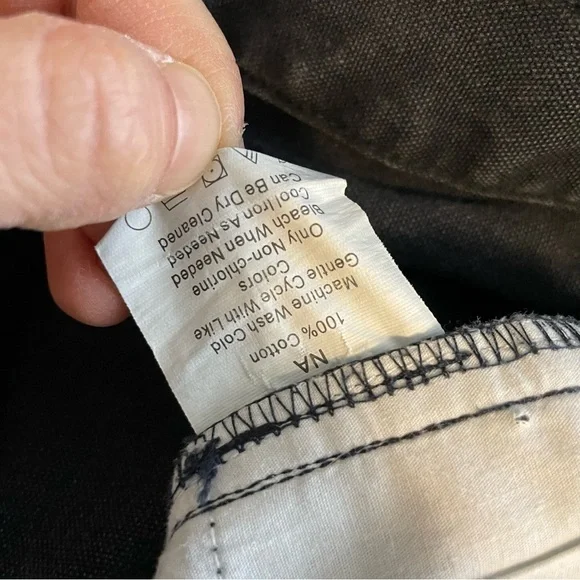 NA
100% Cotton
Machine Wash Cold
Gentle Cycle With Like
Colors
Only Non-chlorine
Bleach When Needed
Cool Iron As Needed
Can Be Dry Cleaned